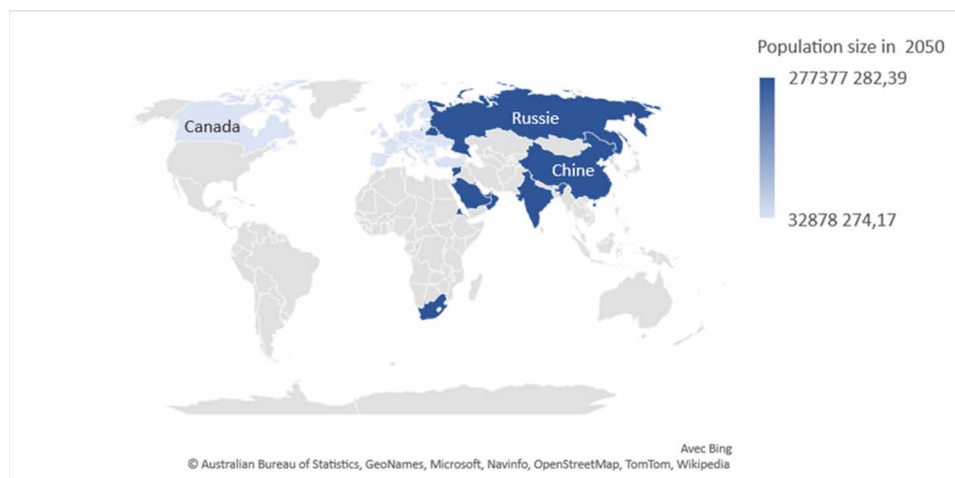 Population size in 2050
277377 282,39
Canada
Russie
Chine
32878 274,17
Avec Bing
© Australian Bureau of Statistics, GeoNames, Microsoft, Navinfo, OpenStreetMap, TomTom, Wikipedia